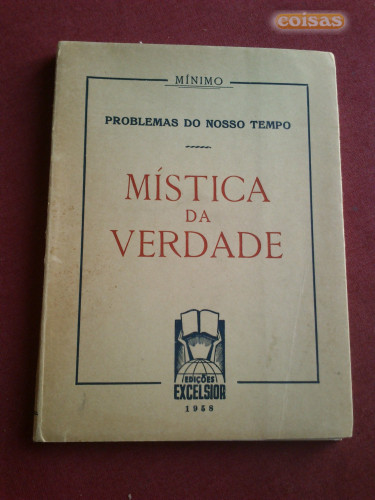 coisas
MÍNIMO
PROBLEMAS DO NOSSO TEMPO
MÍSTICA
DA
VERDADE
EDIÇÕES
EXCELSIOR
1958